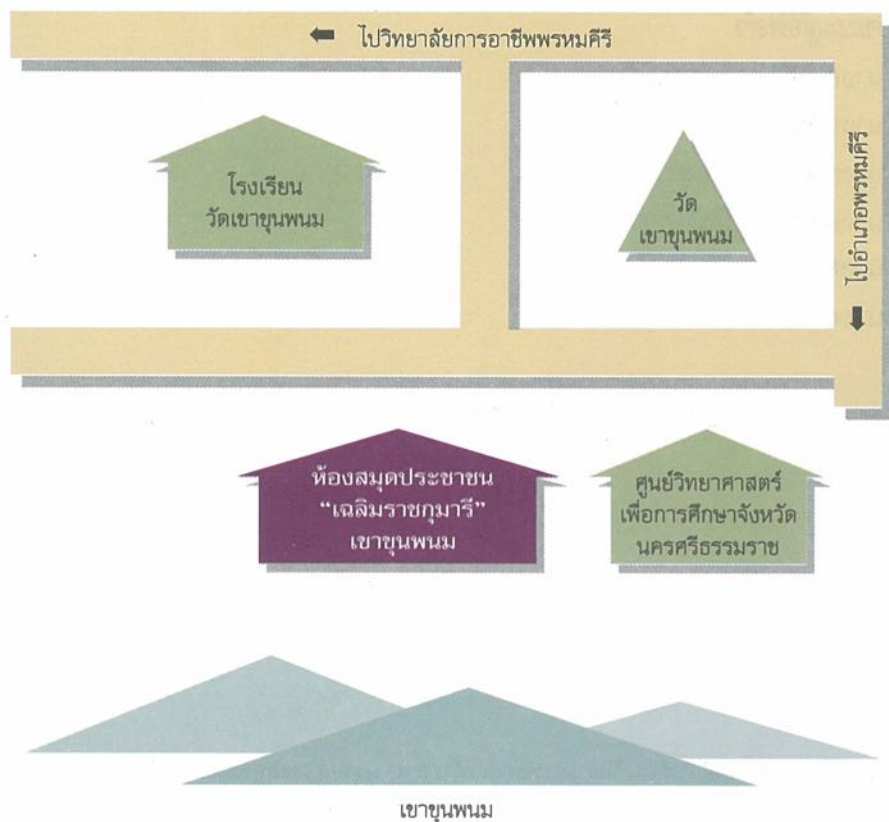 ไปวิทยาลัยการอาชีพพรหมคีรี
โรงเรียน
วัดเขาขุนพนม
วัด
เขาขุนพนม
ไปอำเภอพรหมคีรี
ห้องสมุดประชาชน
“เฉลิมราชกุมารี”
เขาขุนพนม
ศูนย์วิทยาศาสตร์
เพื่อการศึกษาจังหวัด
นครศรีธรรมราช
เขาขุนพนม